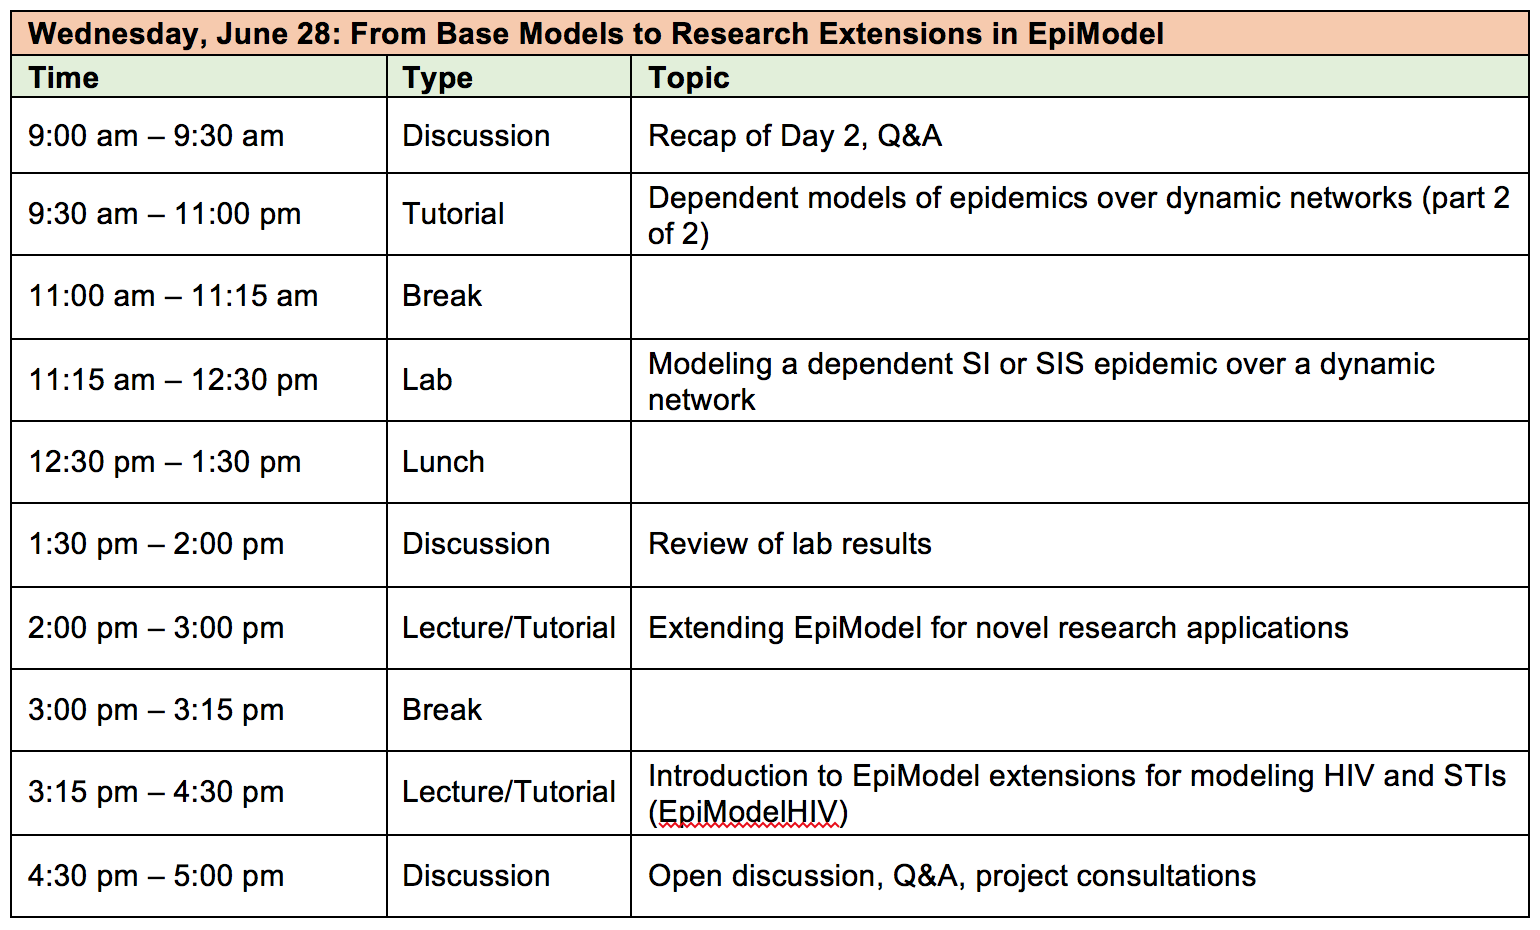 Wednesday, June 28: From Base Models to Research Extensions in EpiModel
Time Type Topic
9:00 am – 9:30 am Discussion Recap of Day 2, Q&A
9:30 am – 11:00 pm Tutorial Dependent models of epidemics over dynamic networks (part 2
of 2)
11:00 am – 11:15 am Break
11:15 am – 12:30 pm Lab Modeling a dependent SI or SIS epidemic over a dynamic
network
12:30 pm – 1:30 pm Lunch
1:30 pm – 2:00 pm Discussion Review of lab results
2:00 pm – 3:00 pm Lecture/Tutorial Extending EpiModel for novel research applications
3:00 pm – 3:15 pm Break
3:15 pm – 4:30 pm Lecture/Tutorial Introduction to EpiModel extensions for modeling HIV and STIs
(EpiModelHIV)
4:30 pm – 5:00 pm Discussion Open discussion, Q&A, project consultations